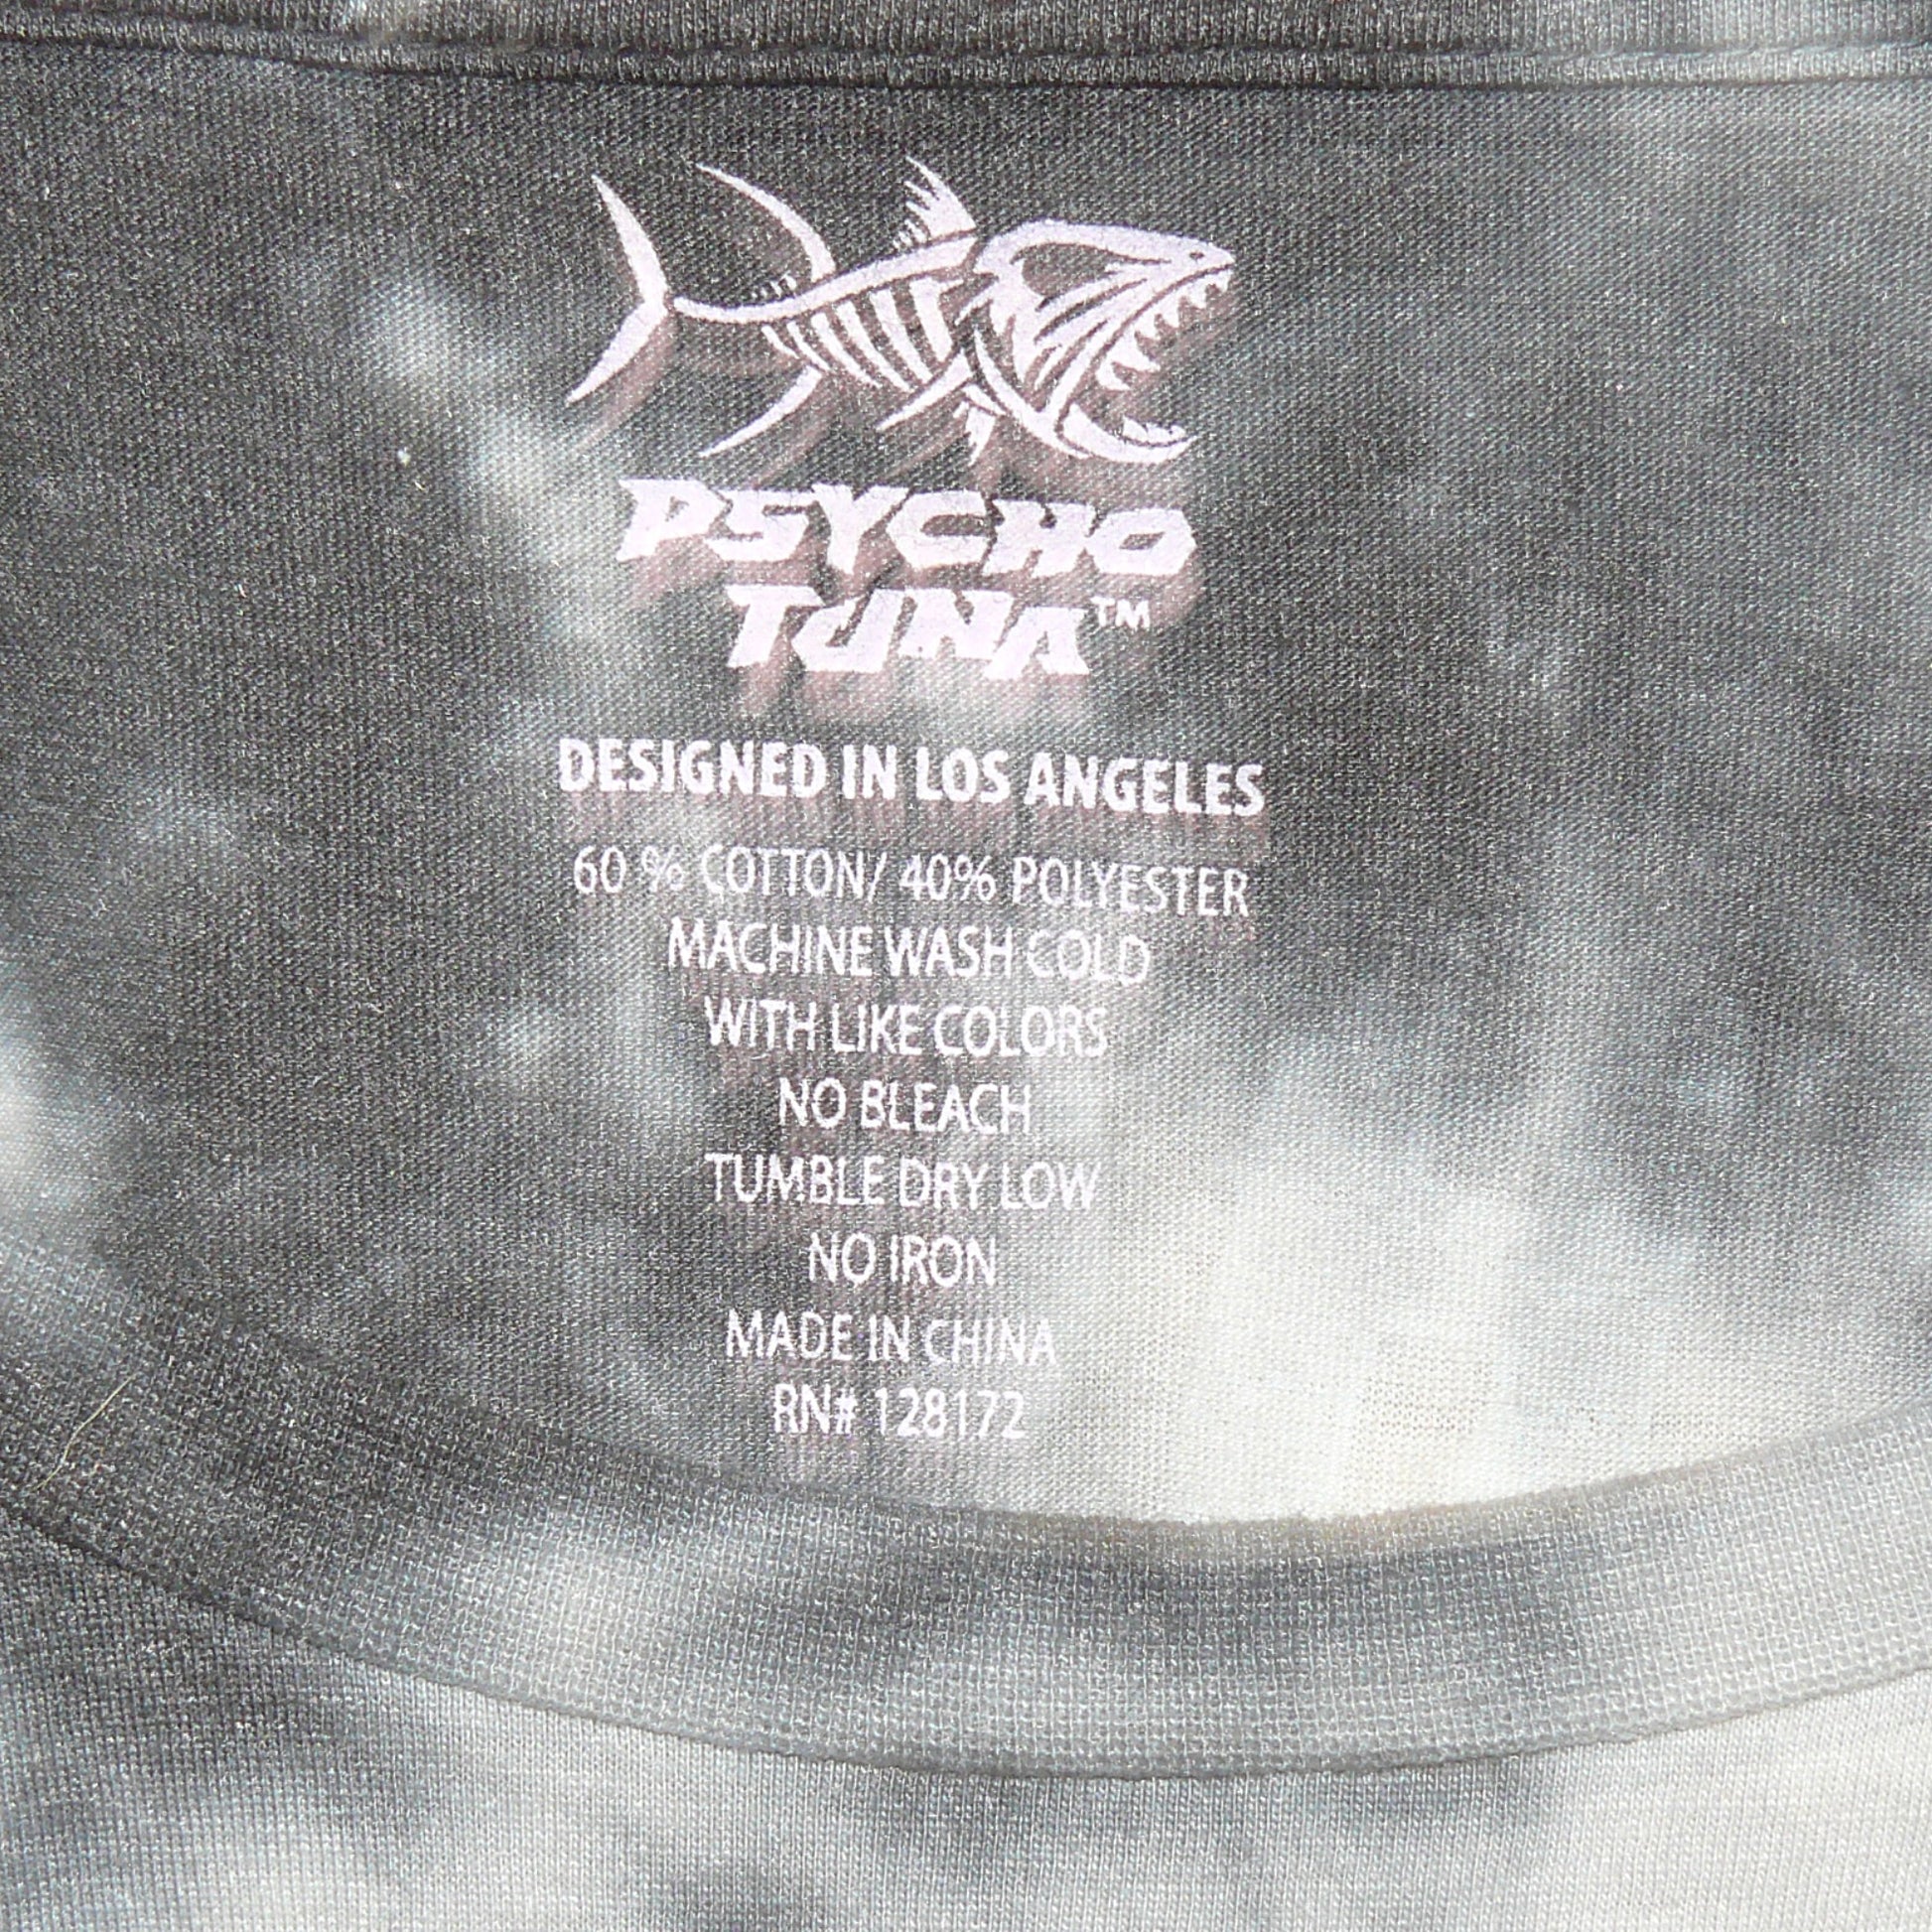 PSYCHO
TUNA™
DESIGNED IN LOS ANGELES
60 % COTTON/ 40% POLYESTER
MACHINE WASH COLD
WITH LIKE COLORS
NO BLEACH
TUMBLE DRY LOW
NO IRON
MADE IN CHINA
RN# 128172